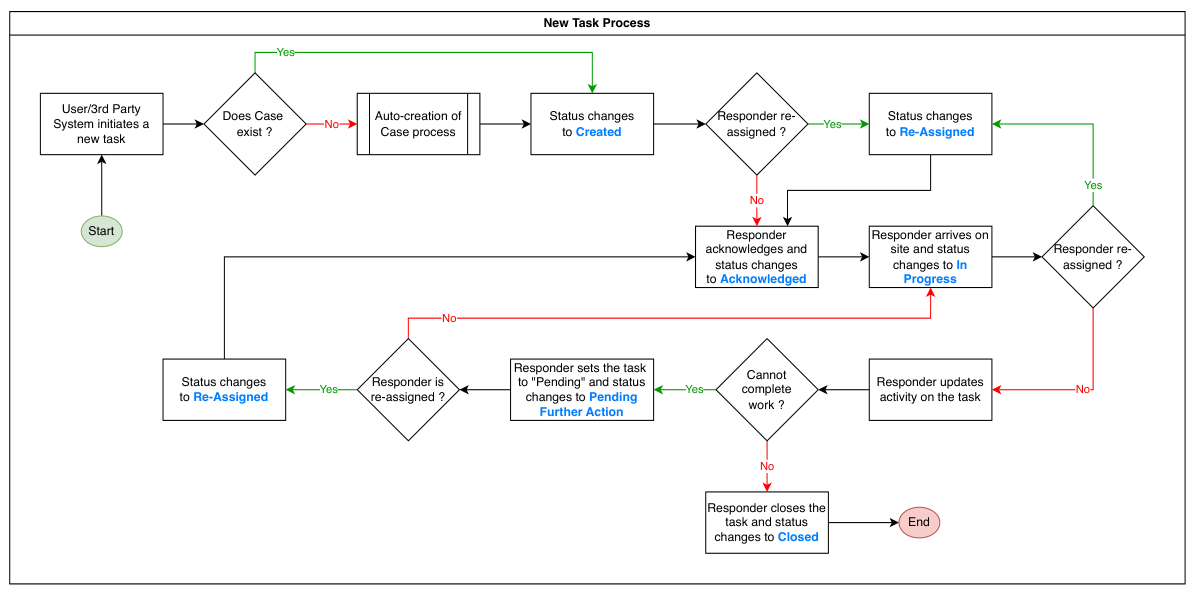 New Task Process
Yes
User/3rd Party
System initiates a
new task
Does Case
exist ?
No
Auto-creation of
Case process
Status changes
to Created
Responder re-
assigned ?
Yes
Status changes
to Re-Assigned
Yes
No
Start
Responder
acknowledges and
status changes
to Acknowledged
Responder arrives on
site and status
changes to In
Progress
Responder re-
assigned ?
No
Status changes
to Re-Assigned
Yes
Responder is
re-assigned ?
Responder sets the task
to "Pending" and status
changes to Pending
Further Action
Yes
Cannot
complete
work ?
Responder updates
activity on the task
No
No
Responder closes the
task and status
changes to Closed
End